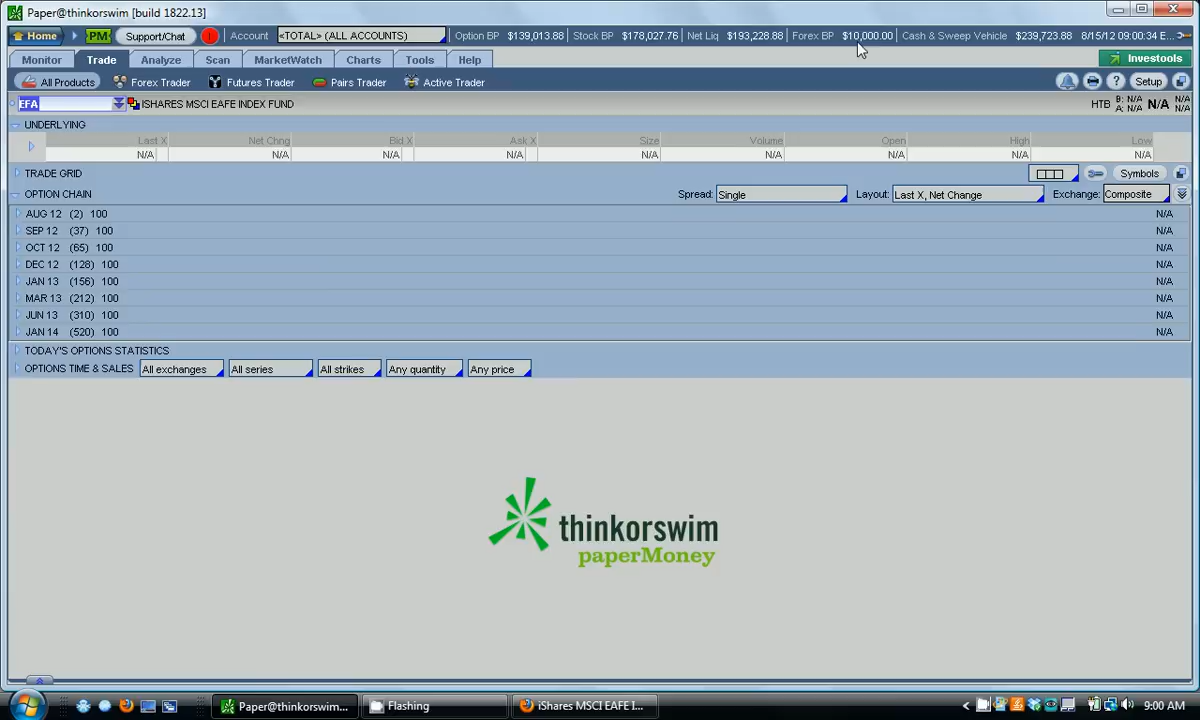 Paper@thinkorswim [build 1822.13]
Home PM Support/Chat ! Account <TOTAL> (ALL ACCOUNTS) Option BP $139,013.88 Stock BP $178,027.76 Net Liq $193,228.88 Forex BP $10,000.00 Cash & Sweep Vehicle $239,723.88 8/15/12 09:00:34 E...
Monitor Trade Analyze Scan MarketWatch Charts Tools Help Investools
All Products Forex Trader Futures Trader Pairs Trader Active Trader ? Setup
EFA ISHARES MSCI EAFE INDEX FUND HTB B: N/A A: N/A N/A N/A N/A
UNDERLYING
Last X Net Chng Bid X Ask X Size Volume Open High Low
N/A N/A N/A N/A N/A N/A N/A N/A N/A
TRADE GRID Symbols
OPTION CHAIN Spread: Single Layout: Last X, Net Change Exchange: Composite
AUG 12 (2) 100 N/A
SEP 12 (37) 100 N/A
OCT 12 (65) 100 N/A
DEC 12 (128) 100 N/A
JAN 13 (156) 100 N/A
MAR 13 (212) 100 N/A
JUN 13 (310) 100 N/A
JAN 14 (520) 100 N/A
TODAY'S OPTIONS STATISTICS
OPTIONS TIME & SALES All exchanges All series All strikes Any quantity Any price
thinkorswim
paperMoney
Paper@thinkorswim... Flashing iShares MSCI EAFE I... 9:00 AM